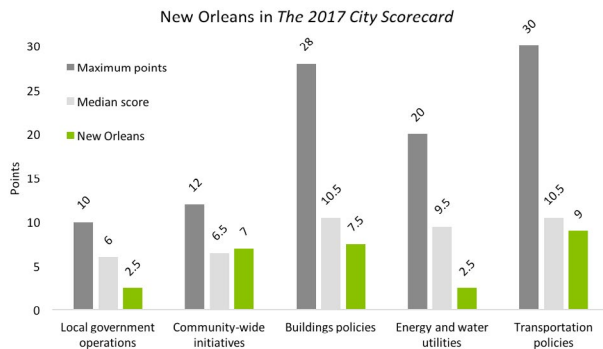 New Orleans in The 2017 City Scorecard
Maximum points
Median score
New Orleans
Points
30
25
20
15
10
5
0
10
6
2.5
12
6.5
7
28
10.5
7.5
20
9.5
2.5
30
10.5
9
Local government
operations
Community-wide
initiatives
Buildings policies
Energy and water
utilities
Transportation
policies